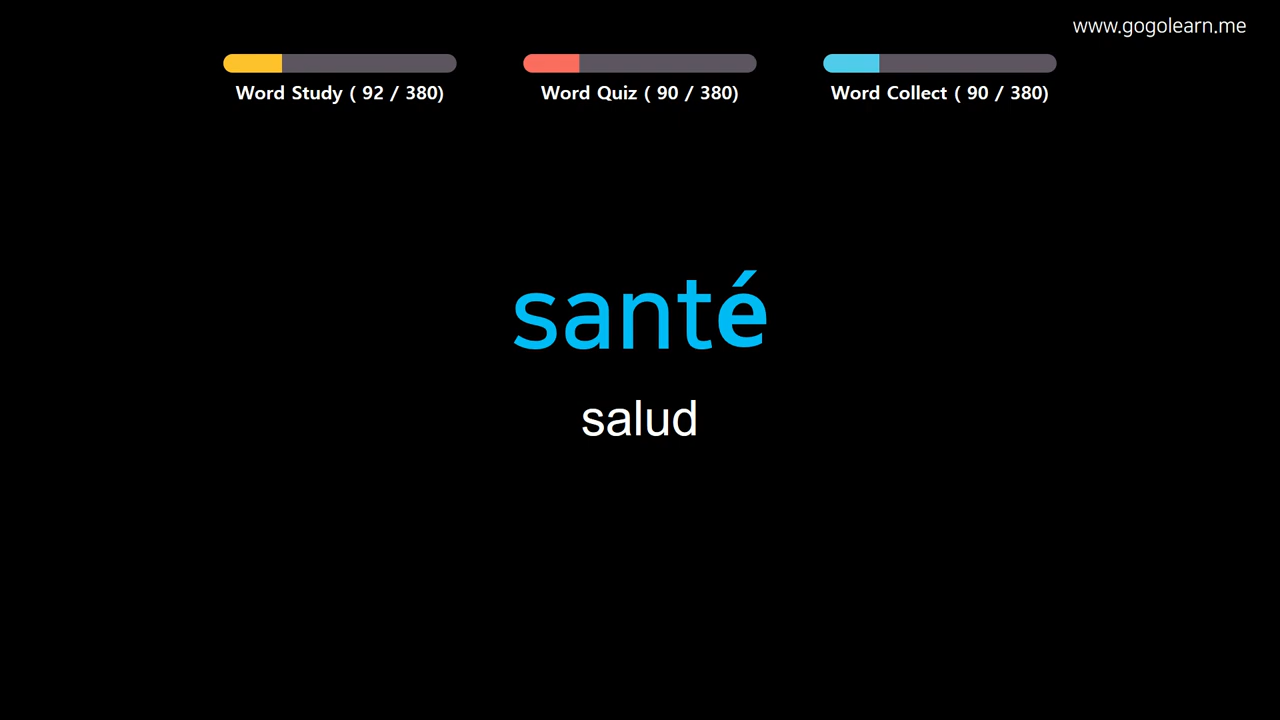 www.gogolearn.me
Word Study ( 92 / 380)
Word Quiz ( 90 / 380)
Word Collect ( 90 / 380)
santé
salud